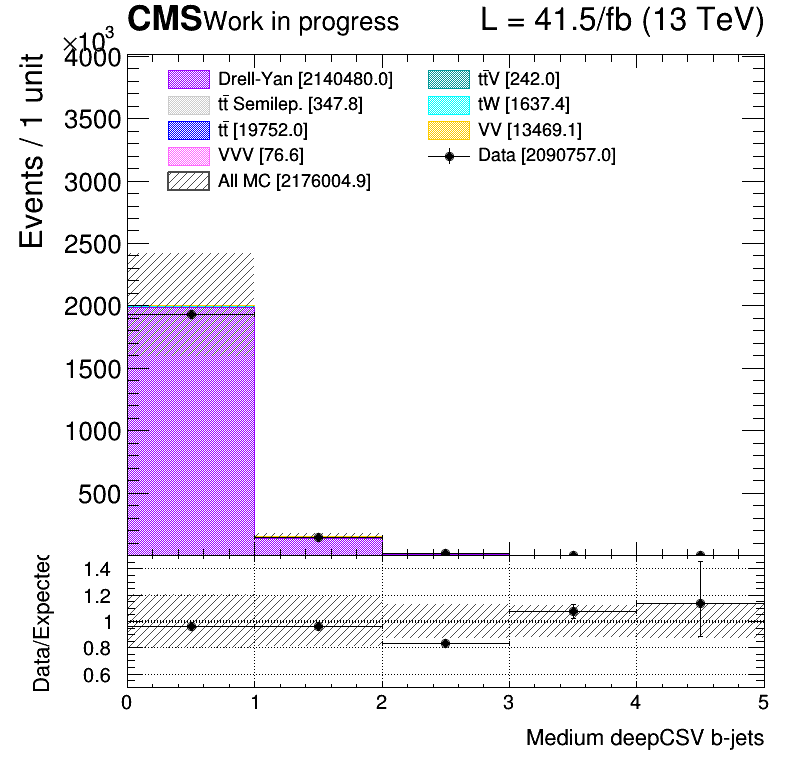 CMS Work in progress L = 41.5/fb (13 TeV)
×10³
4000
3500
3000
2500
2000
1500
1000
500
Events / 1 unit
Drell-Yan [2140480.0]
tt̄ Semilep. [347.8]
tt̄ [19752.0]
VVV [76.6]
All MC [2176004.9]
tt̄V [242.0]
tW [1637.4]
VV [13469.1]
Data [2090757.0]
Data/Expected
1.4
1.2
1
0.8
0.6
0 1 2 3 4 5
Medium deepCSV b-jets